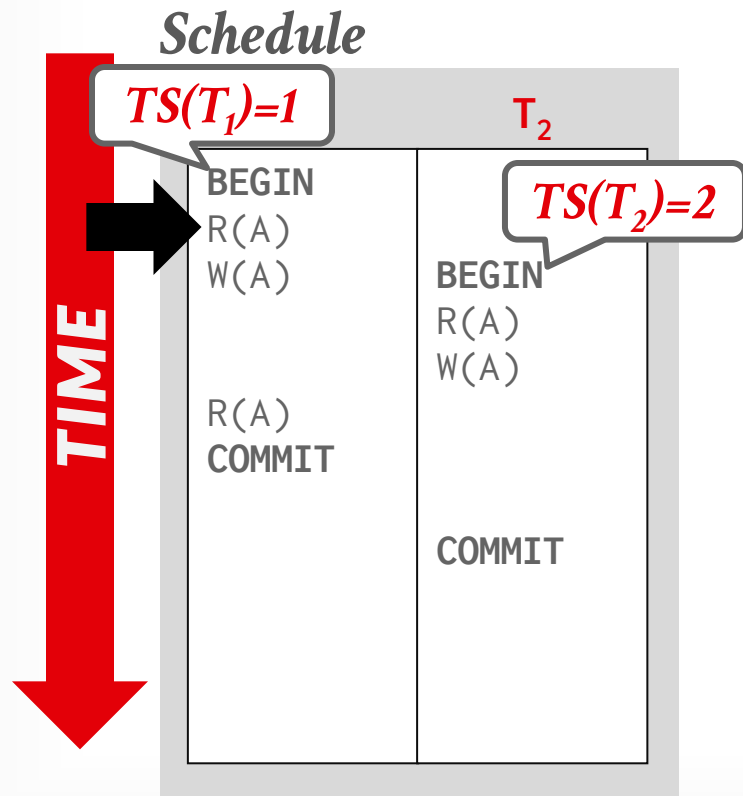 Schedule
TS(T1)=1
T2
BEGIN
TS(T2)=2
R(A)
W(A)
BEGIN
R(A)
W(A)
R(A)
COMMIT
COMMIT
TIME